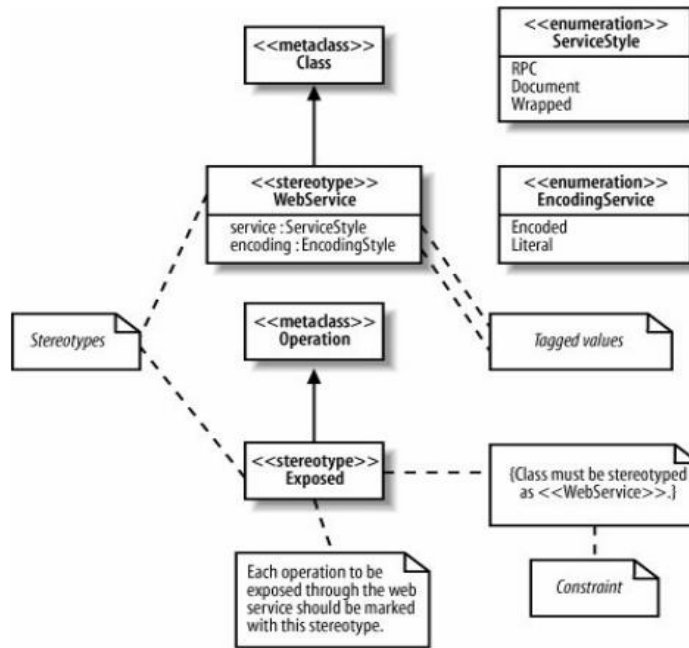 <<metaclass>>
Class
<<enumeration>>
ServiceStyle
RPC
Document
Wrapped
<<stereotype>>
WebService
service : ServiceStyle
encoding : EncodingStyle
<<enumeration>>
EncodingService
Encoded
Literal
Stereotypes
<<metaclass>>
Operation
Tagged values
<<stereotype>>
Exposed
{Class must be stereotyped
as <<WebService>>.}
Each operation to be
exposed through the web
service should be marked
with this stereotype.
Constraint